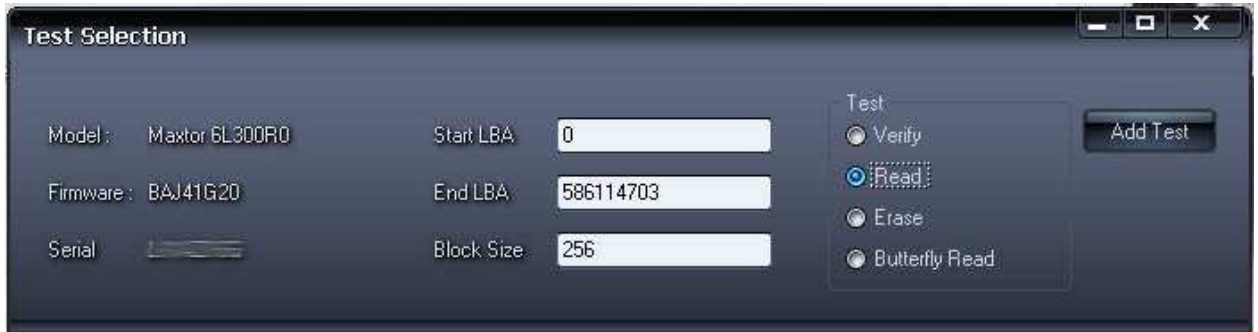 Test Selection
Model : Maxtor 6L300R0
Firmware : BAJ41G20
Serial
Start LBA 0
End LBA 586114703
Block Size 256
Test
Verify
Read
Erase
Butterfly Read
Add Test